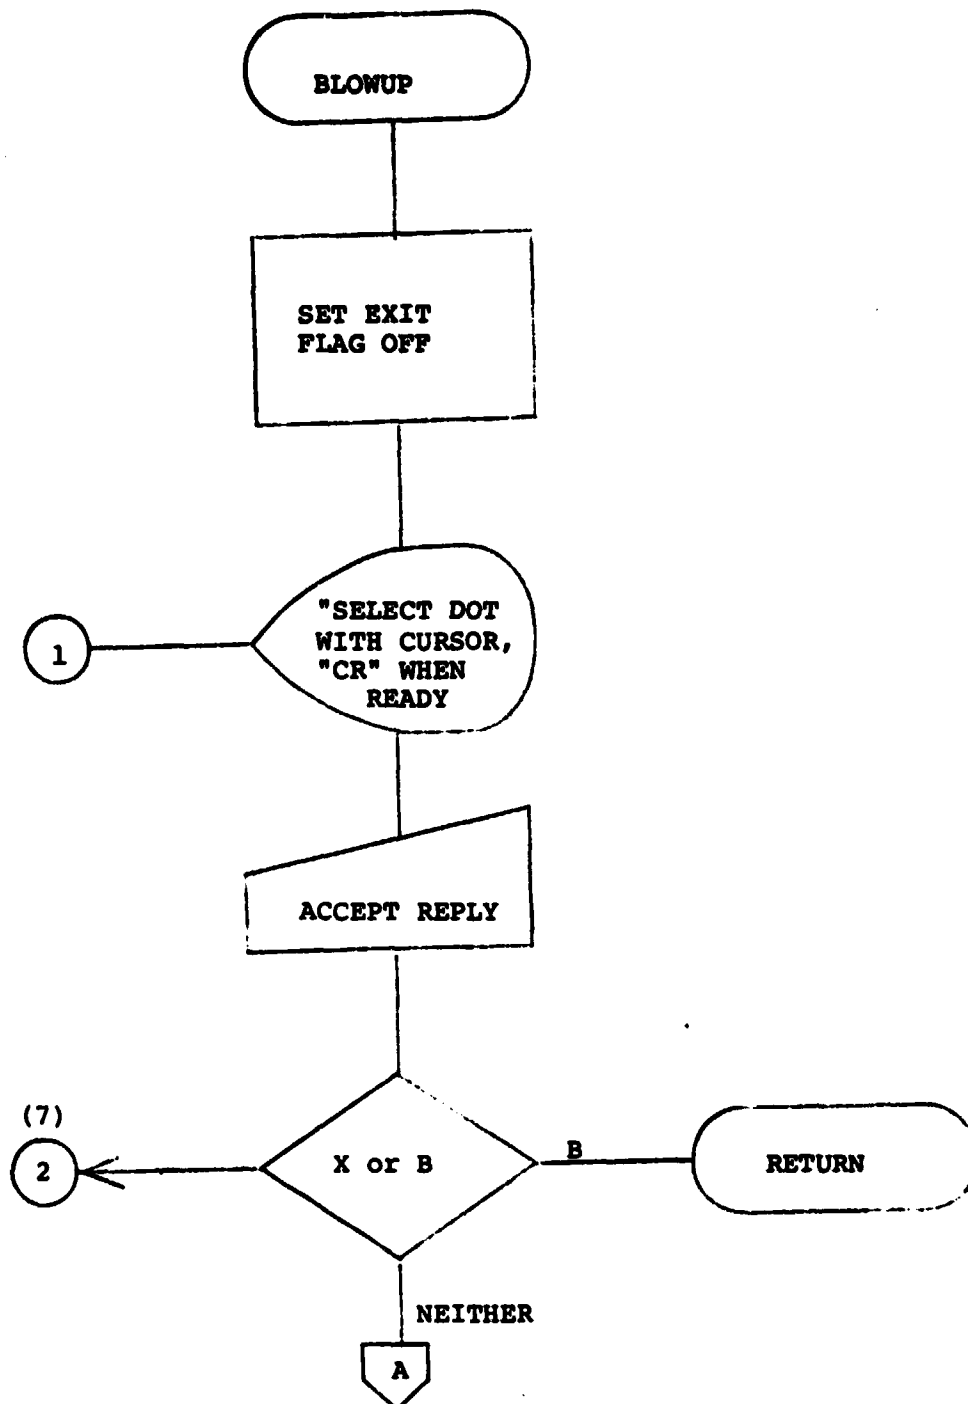 BLOWUP
SET EXIT
FLAG OFF
1
"SELECT DOT
WITH CURSOR,
"CR" WHEN
READY
ACCEPT REPLY
(7)
2
X or B
B
RETURN
NEITHER
A